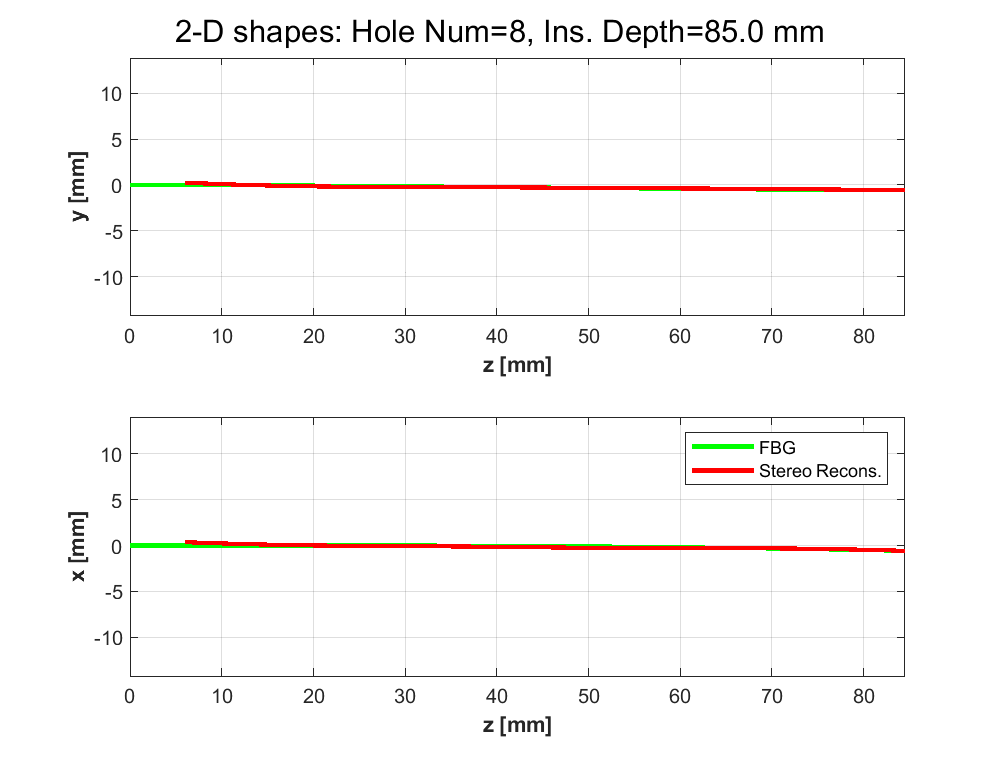 2-D shapes: Hole Num=8, Ins. Depth=85.0 mm
10
5
0
-5
-10
y [mm]
0 10 20 30 40 50 60 70 80
z [mm]
FBG
Stereo Recons.
10
5
0
-5
-10
x [mm]
0 10 20 30 40 50 60 70 80
z [mm]